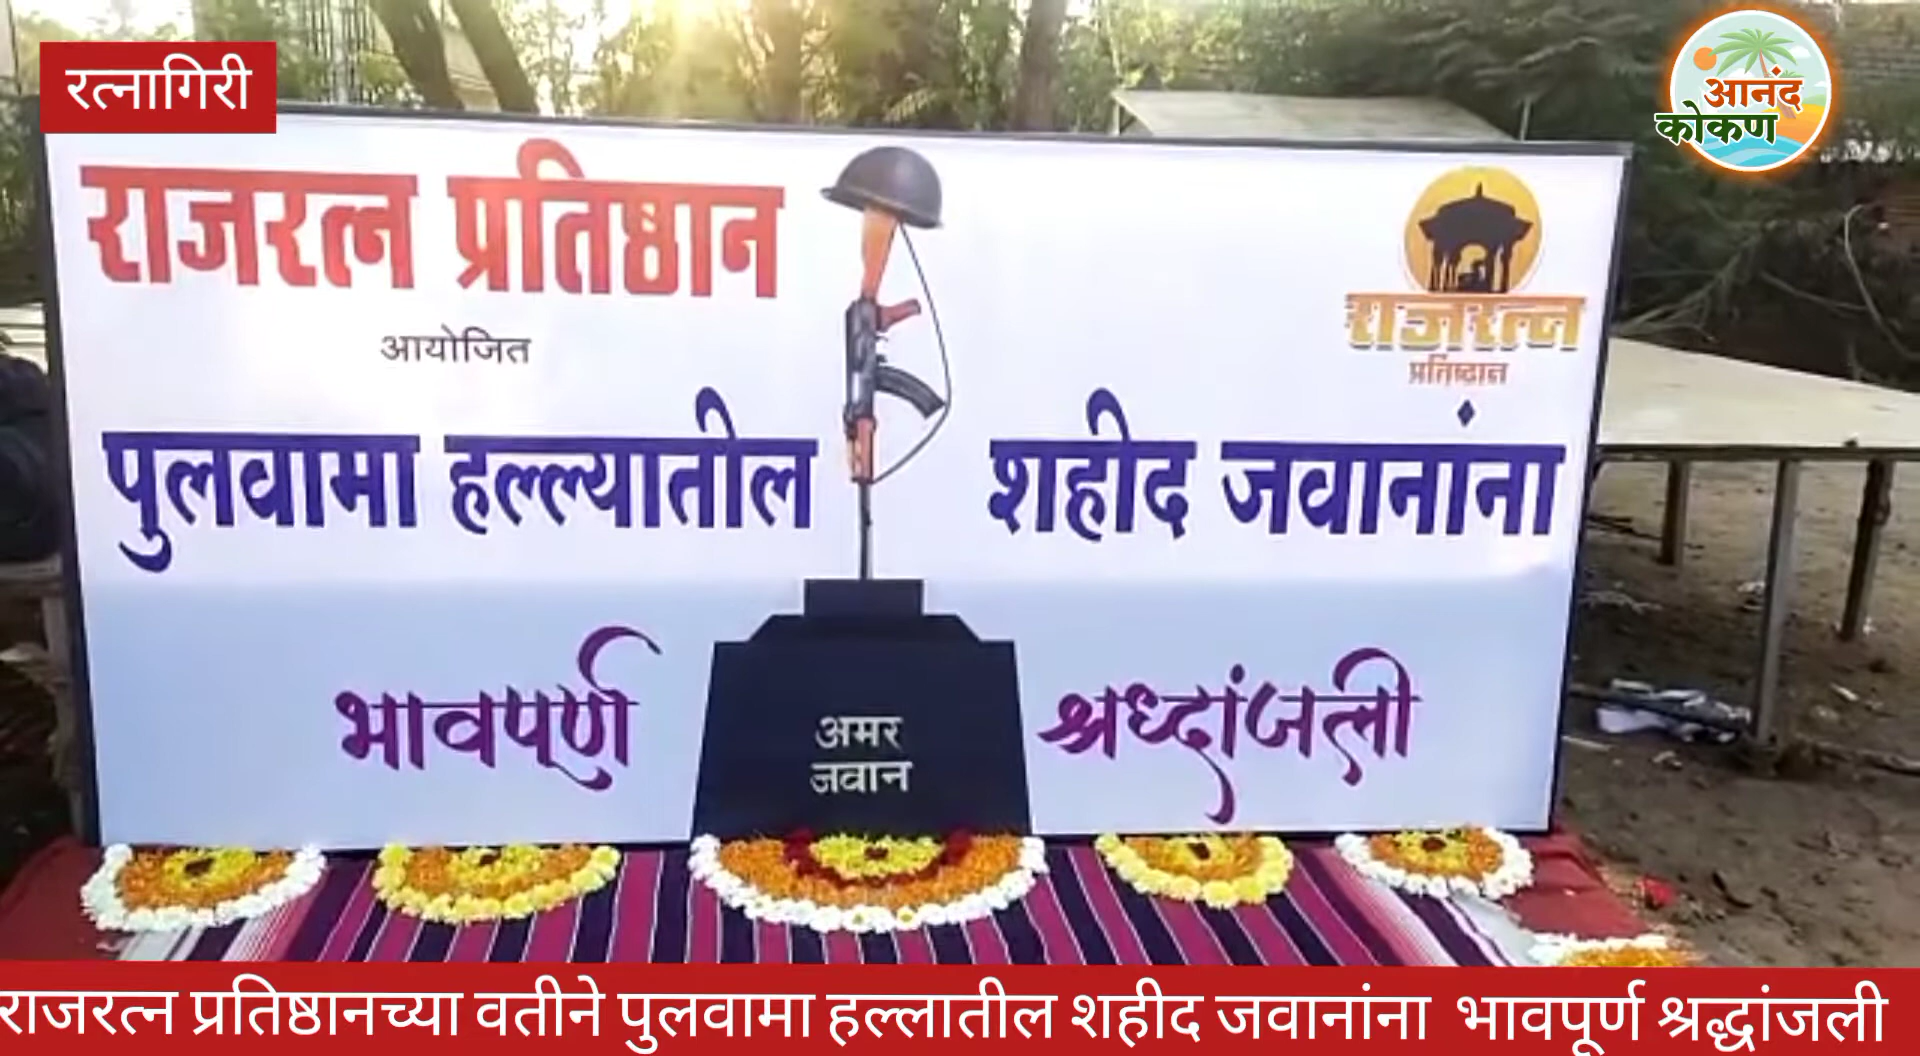 रत्नागिरी
आनंद
कोकण
राजरत्न प्रतिष्ठान
आयोजित
राजरत्न
प्रतिष्ठान
पुलवामा हल्ल्यातील शहीद जवानांना
भावपूर्ण श्रध्दांजली
अमर
जवान
राजरत्न प्रतिष्ठानच्या वतीने पुलवामा हल्लातील शहीद जवानांना भावपूर्ण श्रद्धांजली